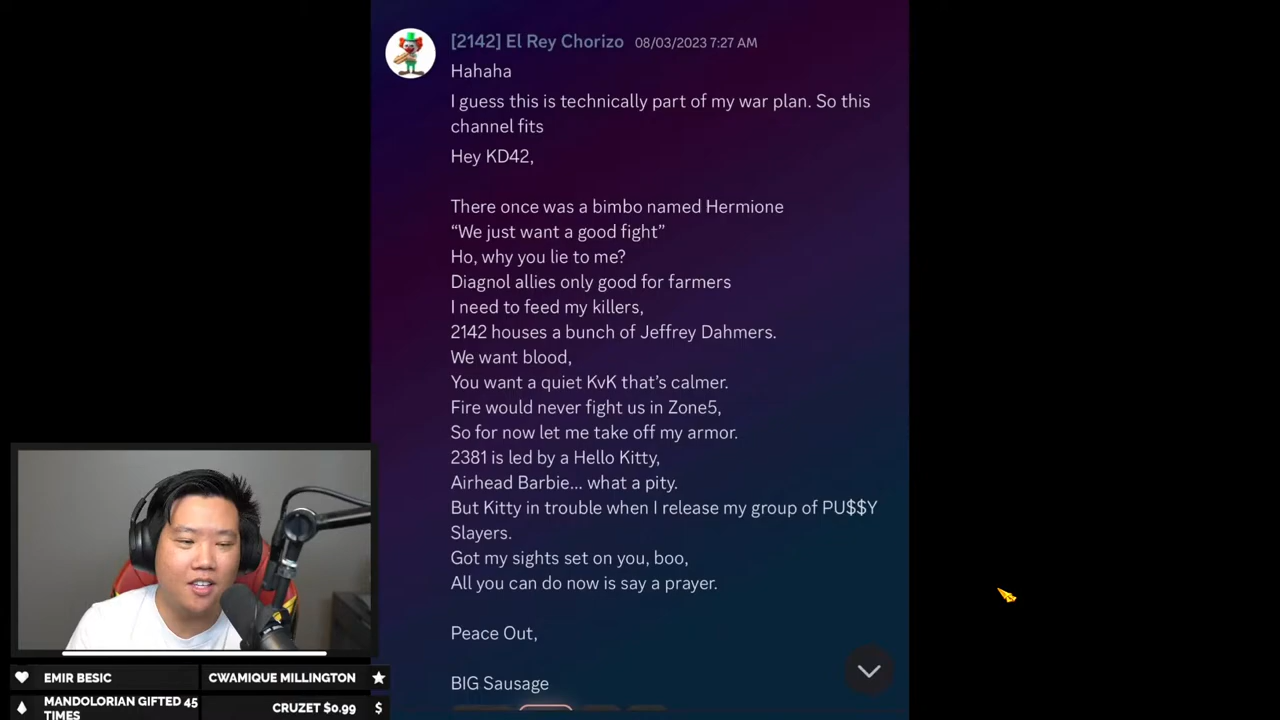 [2142] El Rey Chorizo 08/03/2023 7:27 AM
Hahaha
I guess this is technically part of my war plan. So this
channel fits
Hey KD42,
There once was a bimbo named Hermione
“We just want a good fight”
Ho, why you lie to me?
Diagnol allies only good for farmers
I need to feed my killers,
2142 houses a bunch of Jeffrey Dahmers.
We want blood,
You want a quiet KvK that’s calmer.
Fire would never fight us in Zone5,
So for now let me take off my armor.
2381 is led by a Hello Kitty,
Airhead Barbie... what a pity.
But Kitty in trouble when I release my group of PU$$Y
Slayers.
Got my sights set on you, boo,
All you can do now is say a prayer.
Peace Out,
BIG Sausage
EMIR BESIC
CWAMIQUE MILLINGTON
MANDOLORIAN GIFTED 45
TIMES
CRUZET $0.99
$